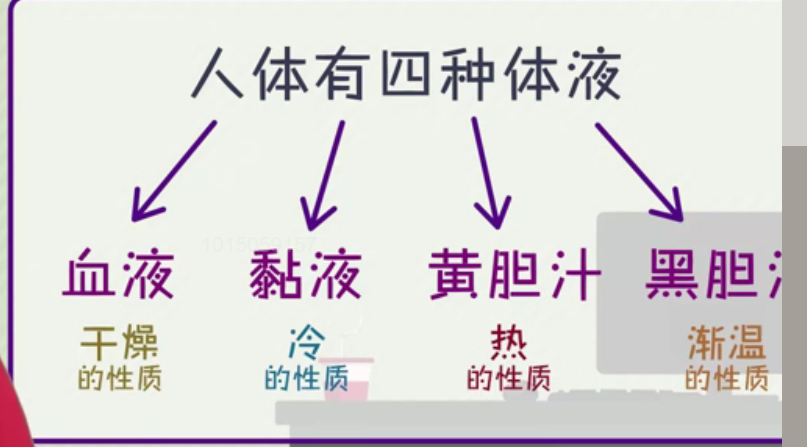 人体有四种体液
血液 黏液 黄胆汁 黑胆
干燥 冷 热 渐温
的性质 的性质 的性质 的性质